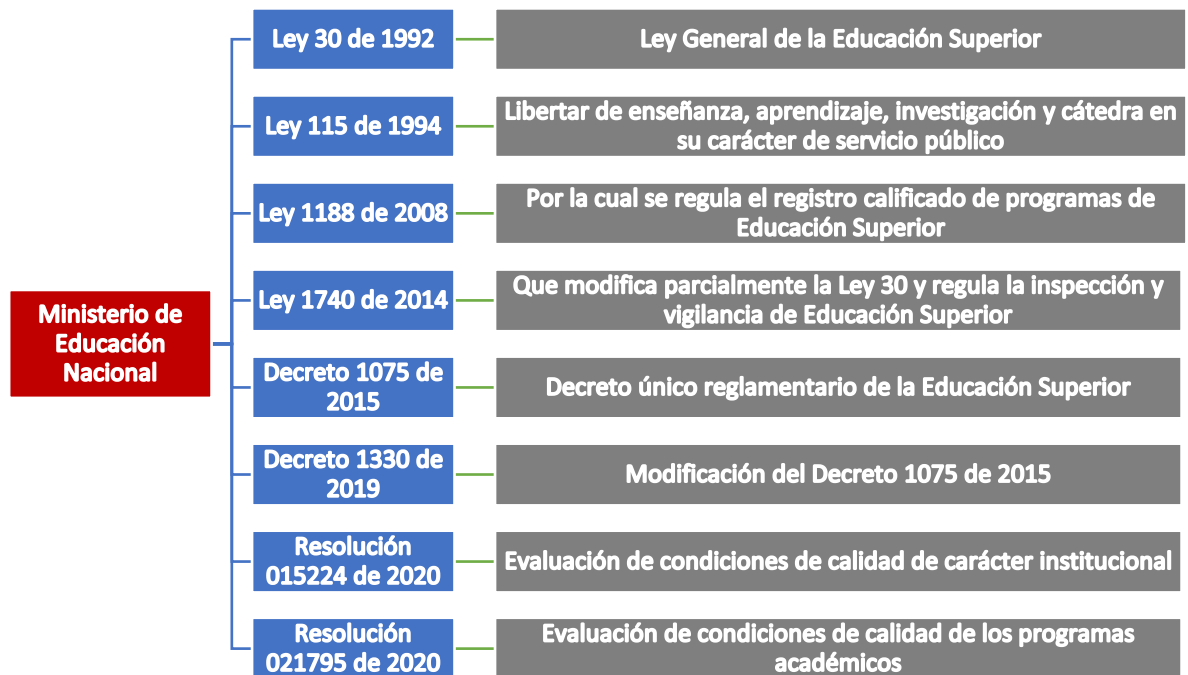 Ministerio de
Educación
Nacional
Ley 30 de 1992
Ley General de la Educación Superior
Ley 115 de 1994
Libertar de enseñanza, aprendizaje, investigación y cátedra en
su carácter de servicio público
Ley 1188 de 2008
Por la cual se regula el registro calificado de programas de
Educación Superior
Ley 1740 de 2014
Que modifica parcialmente la Ley 30 y regula la inspección y
vigilancia de Educación Superior
Decreto 1075 de
2015
Decreto único reglamentario de la Educación Superior
Decreto 1330 de
2019
Modificación del Decreto 1075 de 2015
Resolución
015224 de 2020
Evaluación de condiciones de calidad de carácter institucional
Resolución
021795 de 2020
Evaluación de condiciones de calidad de los programas
académicos